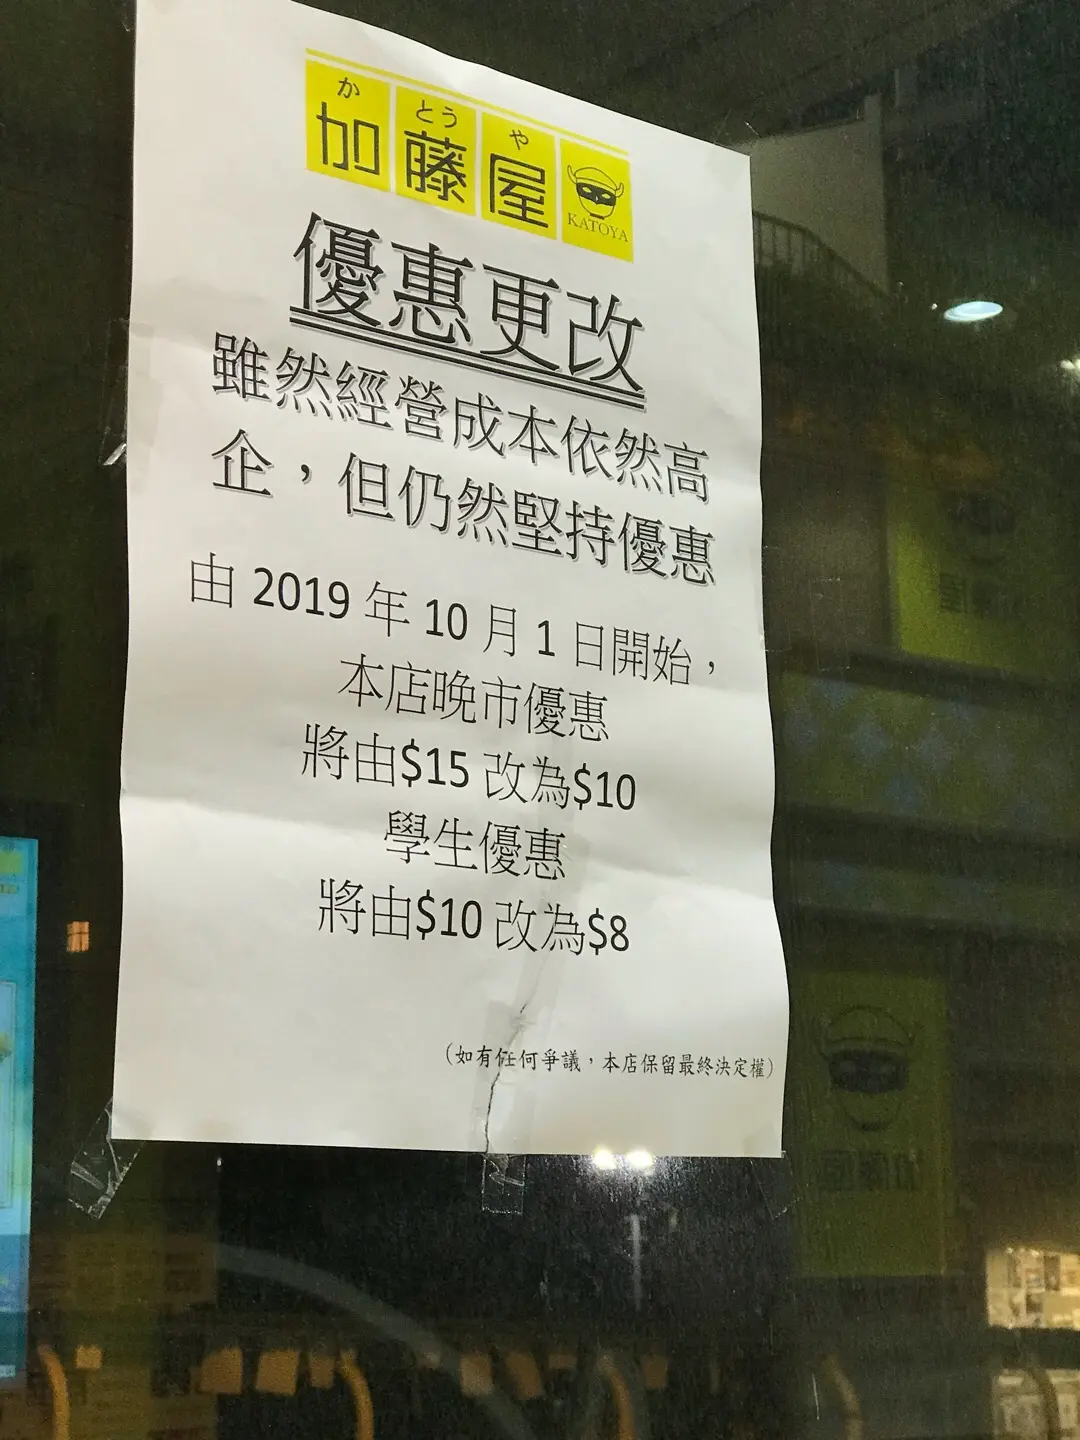 か とう や
加藤屋
KATOYA
優惠更改
雖然經營成本依然高
企，但仍然堅持優惠
由 2019 年 10 月 1 日開始，
本店晚市優惠
將由$15 改為$10
學生優惠
將由$10 改為$8
(如有任何爭議，本店保留最終決定權)